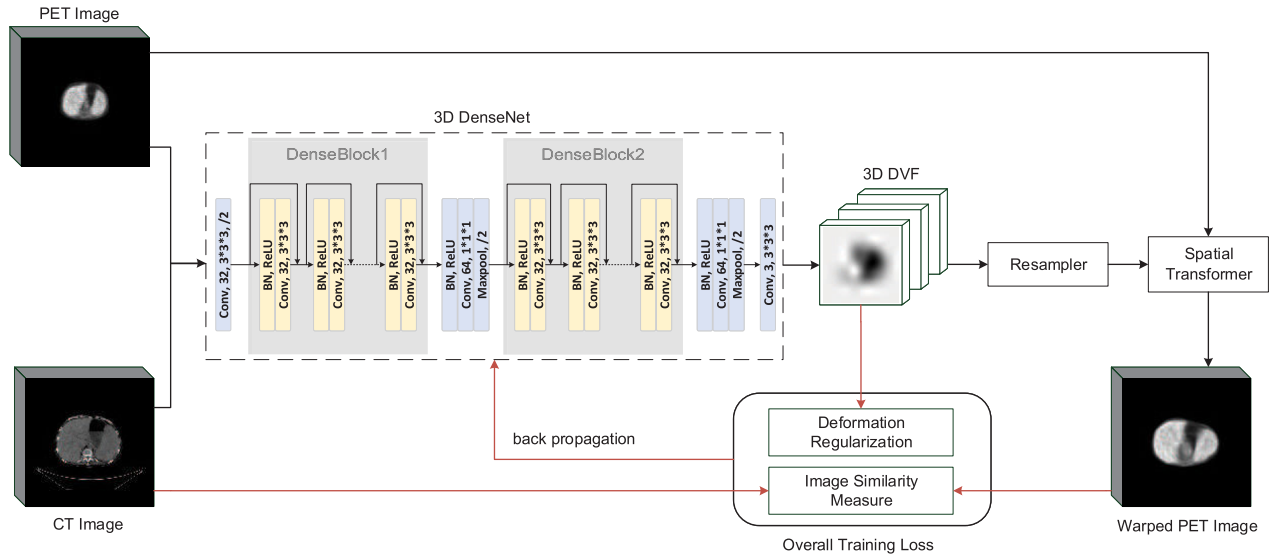 PET Image
3D DenseNet
DenseBlock1
DenseBlock2
Conv, 32, 3*3*3, /2
BN, ReLU
Conv, 32, 3*3*3
BN, ReLU
Conv, 32, 3*3*3
BN, ReLU
Conv, 32, 3*3*3
BN, ReLU
Conv, 64, 1*1*1
Maxpool, /2
BN, ReLU
Conv, 32, 3*3*3
BN, ReLU
Conv, 32, 3*3*3
BN, ReLU
Conv, 32, 3*3*3
BN, ReLU
Conv, 64, 1*1*1
Maxpool, /2
Conv, 3, 3*3*3
3D DVF
Resampler
Spatial
Transformer
back propagation
Deformation
Regularization
Image Similarity
Measure
CT Image
Overall Training Loss
Warped PET Image